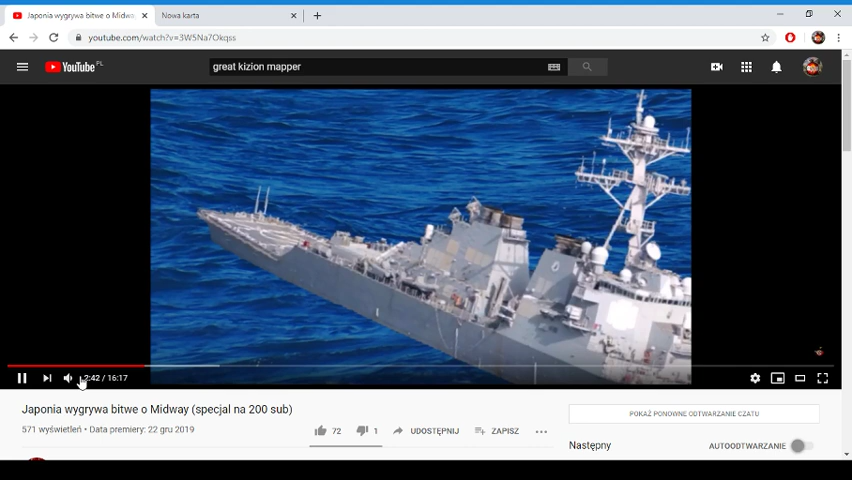 Japonia wygrywa bitwe o Midway
Nowa karta
youtube.com/watch?v=3W5Na7Okqss
YouTube PL
great kizion mapper
2:42 / 16:17
Japonia wygrywa bitwe o Midway (specjal na 200 sub)
571 wyświetleń • Data premiery: 22 gru 2019
72 1 UDOSTĘPNIJ ZAPISZ
POKAŻ PONOWNE ODTWARZANIE CZATU
Następny AUTOODTWARZANIE